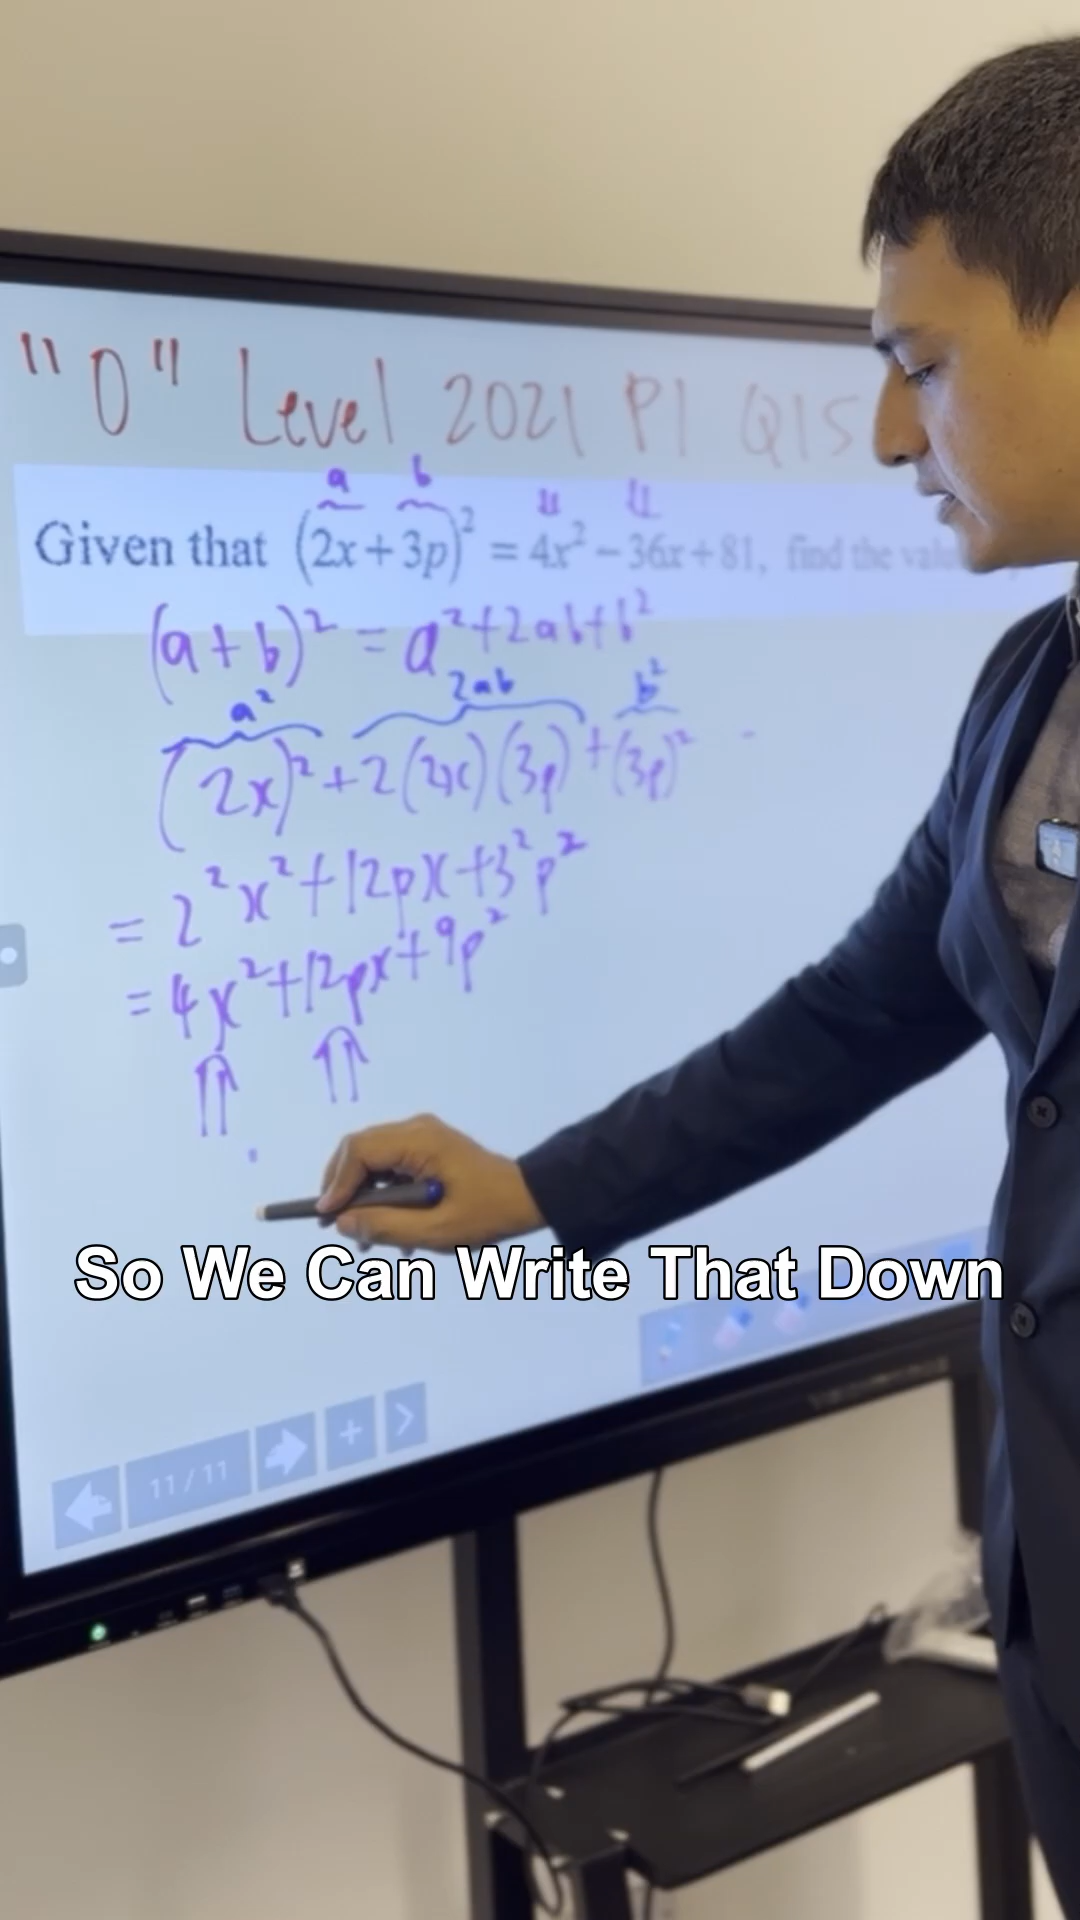 "O" Level 2021 P1 Q15
a b
Given that (2x+3p)² = 4x² − 36x + 81, find the
(a+b)² = a²+2ab+b²
a² 2ab b²
(2x)² + 2(2x)(3p) + (3p)²
= 2²x² + 12px + 3²p²
= 4x² + 12px + 9p²
So We Can Write That Down
11/11